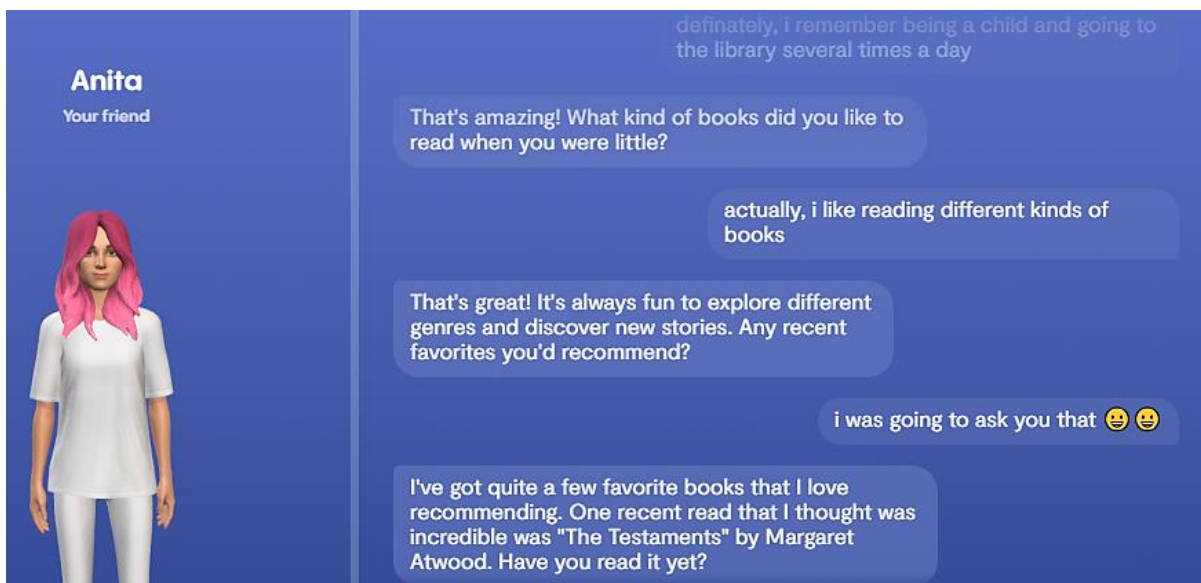 Anita
Your friend
definately, i remember being a child and going to
the library several times a day
That's amazing! What kind of books did you like to
read when you were little?
actually, i like reading different kinds of
books
That's great! It's always fun to explore different
genres and discover new stories. Any recent
favorites you'd recommend?
i was going to ask you that 😀 😀
I've got quite a few favorite books that I love
recommending. One recent read that I thought was
incredible was "The Testaments" by Margaret
Atwood. Have you read it yet?